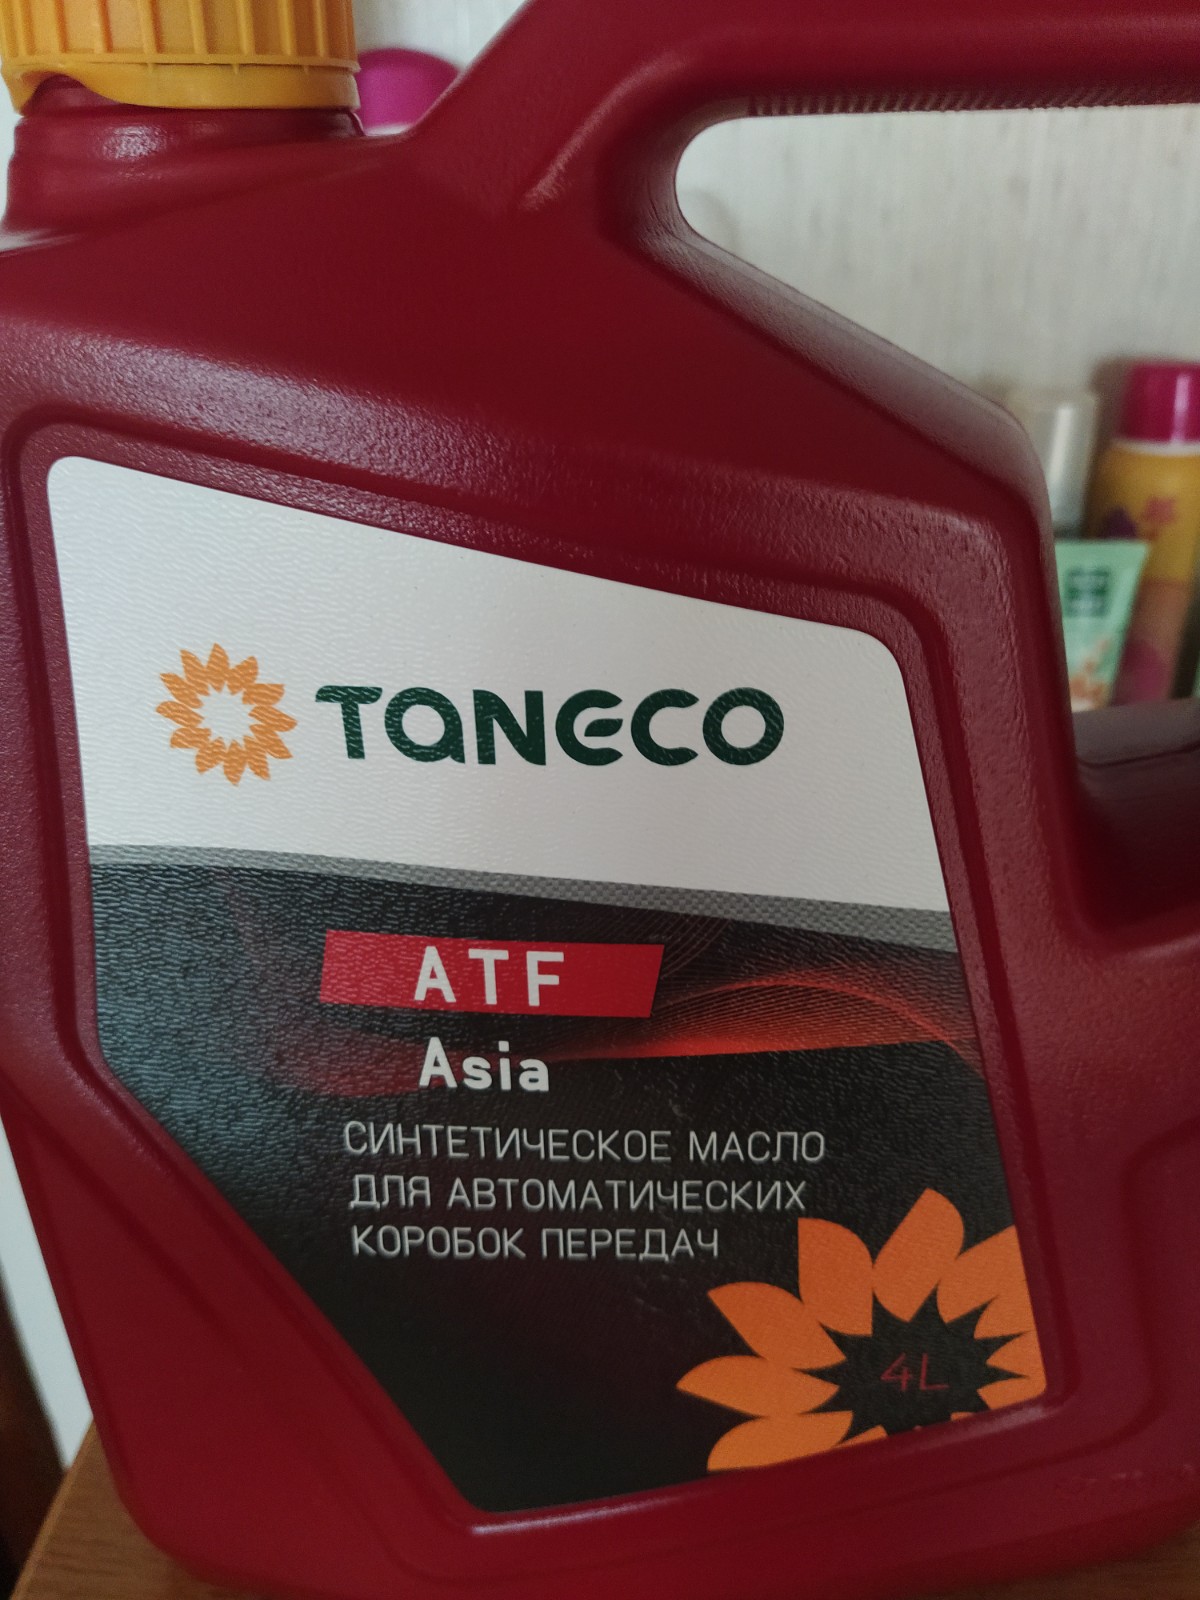 TANECO
ATF
Asia
СИНТЕТИЧЕСКОЕ МАСЛО
ДЛЯ АВТОМАТИЧЕСКИХ
КОРОБОК ПЕРЕДАЧ
4L